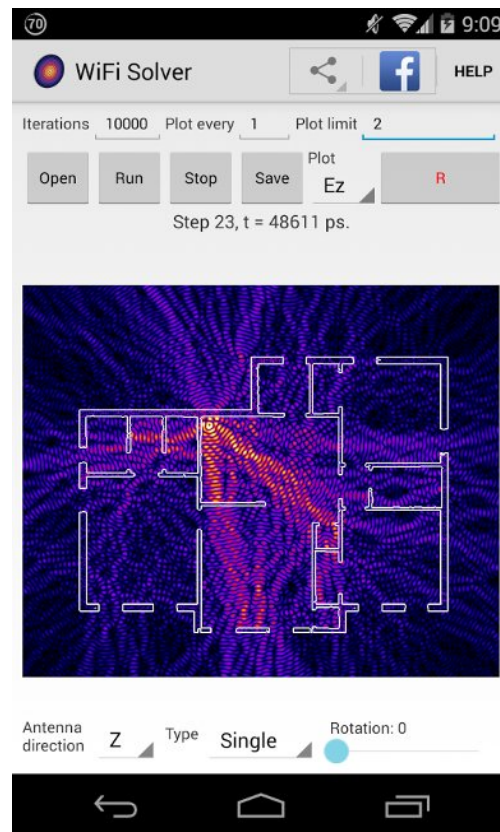 70 9:09
WiFi Solver HELP
Iterations 10000 Plot every 1 Plot limit 2
Open Run Stop Save Plot Ez R
Step 23, t = 48611 ps.
Antenna direction Z Type Single Rotation: 0